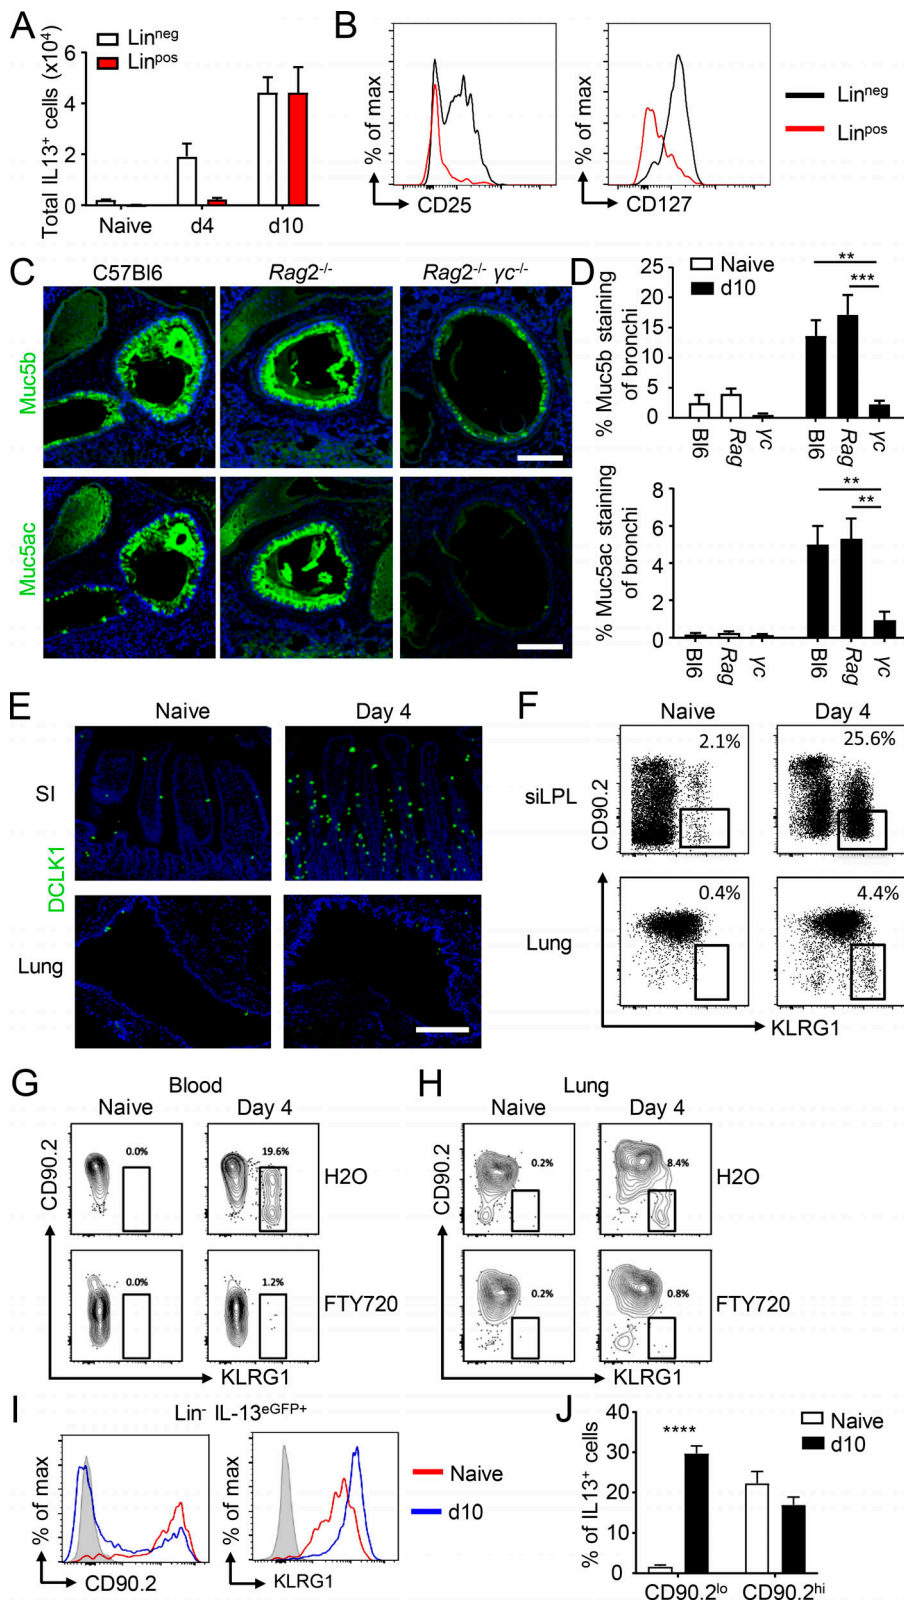 A
Total IL13⁺ cells (x10⁴)
Linⁿᵉᵍ
Linᵖᵒˢ
6
4
2
0
Naive d4 d10
B
% of max
% of max
CD25
CD127
Linⁿᵉᵍ
Linᵖᵒˢ
C
C57Bl6
Rag2⁻/⁻
Rag2⁻/⁻ γc⁻/⁻
Muc5b
Muc5ac
D
Naive
d10
% Muc5b staining
of bronchi
25
20
15
10
5
0
**
***
Bl6 Rag γc Bl6 Rag γc
% Muc5ac staining
of bronchi
8
6
4
2
0
**
**
Bl6 Rag γc Bl6 Rag γc
E
Naive
Day 4
SI
DCLK1
Lung
F
Naive
Day 4
2.1%
25.6%
siLPL
CD90.2
0.4%
4.4%
Lung
KLRG1
G
Blood
Naive
Day 4
CD90.2
0.0%
19.6%
H2O
0.0%
1.2%
FTY720
KLRG1
H
Lung
Naive
Day 4
CD90.2
0.2%
8.4%
H2O
0.2%
0.8%
FTY720
KLRG1
I
Lin⁻ IL-13ᵉᴳᶠᴾ⁺
% of max
% of max
CD90.2
KLRG1
Naive
d10
J
% of IL13⁺ cells
Naive
d10
40
30
20
10
0
****
CD90.2ˡᵒ CD90.2ʰⁱ